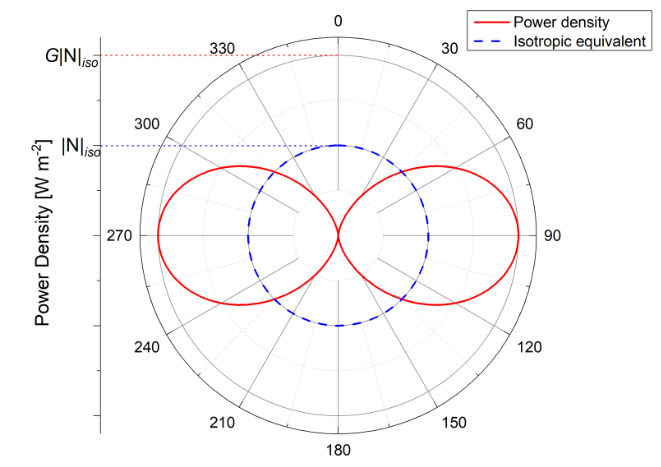 0
Power density
Isotropic equivalent
G|N|iso
330
30
300
60
|N|iso
Power Density [W m⁻²]
270
90
240
120
210
150
180